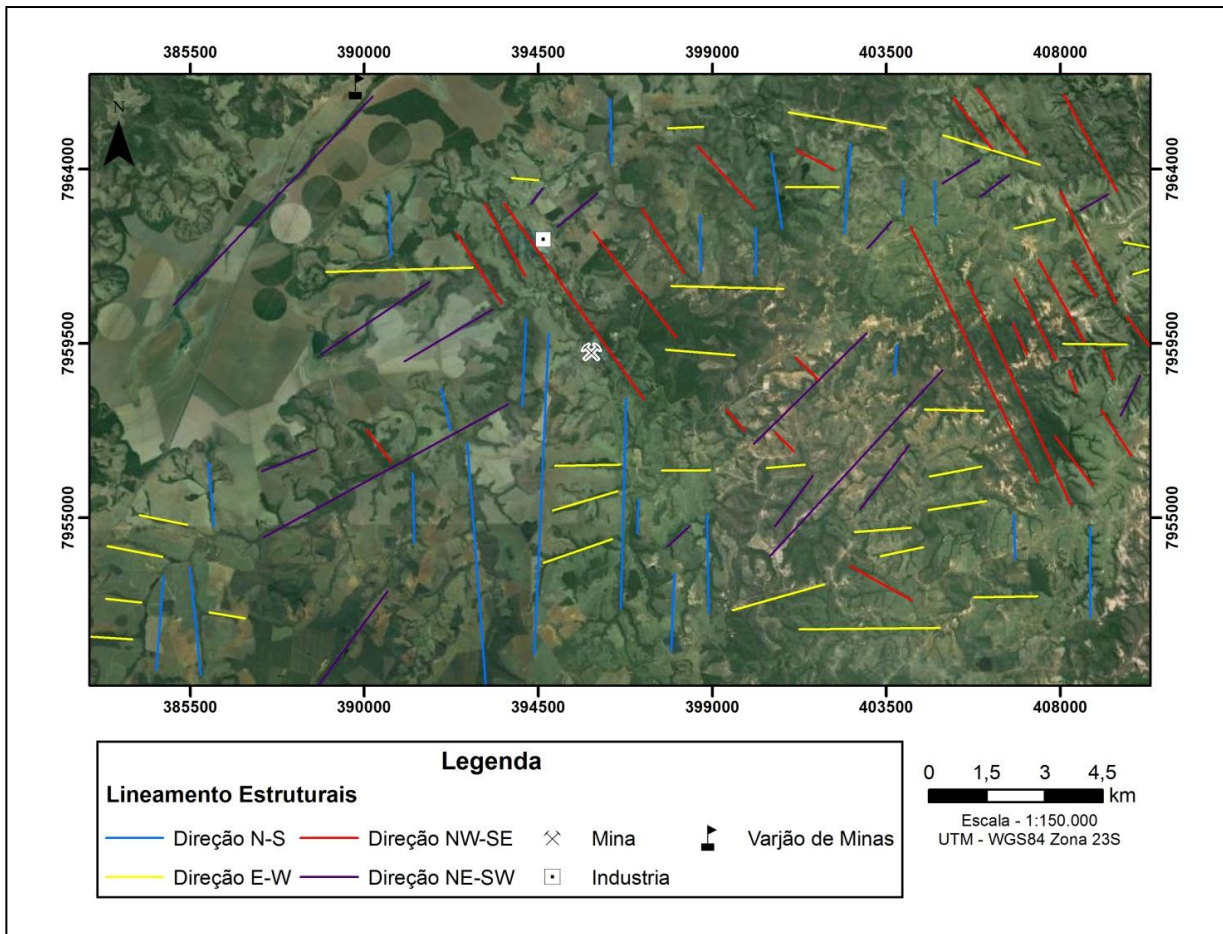 385500 390000 394500 399000 403500 408000
N
7964000 7964000
7959500 7959500
7955000 7955000
385500 390000 394500 399000 403500 408000
Legenda
Lineamento Estruturais
Direção N-S Direção NW-SE Mina Varjão de Minas
Direção E-W Direção NE-SW Industria
0 1,5 3 4,5
km
Escala - 1:150.000
UTM - WGS84 Zona 23S